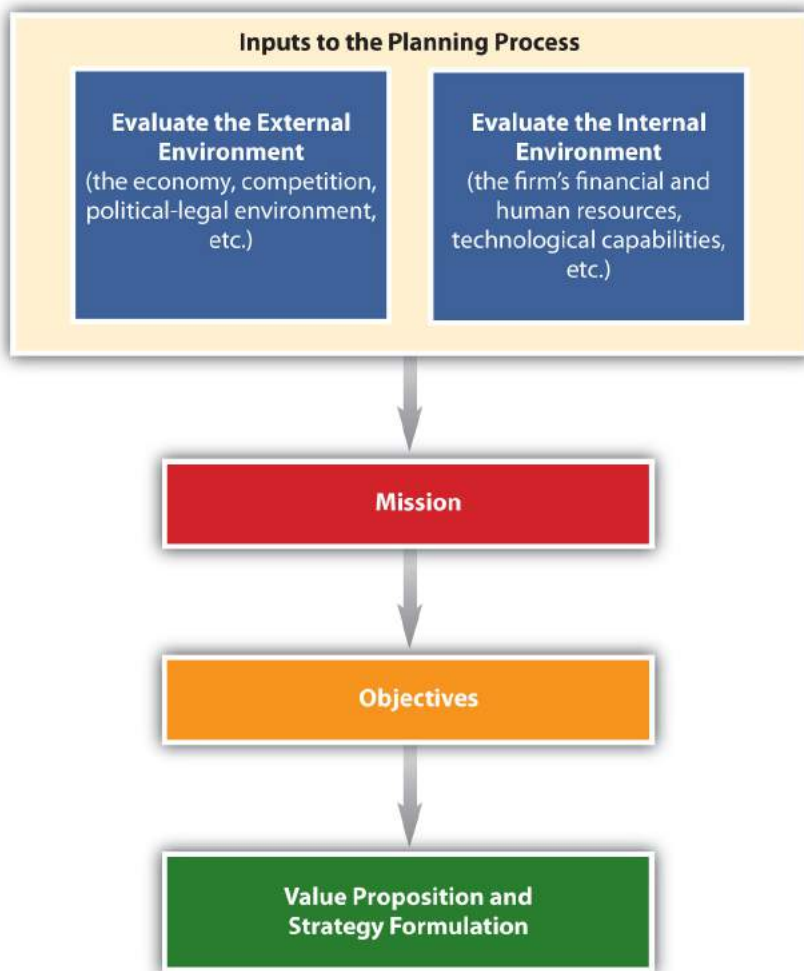 Inputs to the Planning Process
Evaluate the External
Environment
(the economy, competition,
political-legal environment,
etc.)
Evaluate the Internal
Environment
(the firm's financial and
human resources,
technological capabilities,
etc.)
Mission
Objectives
Value Proposition and
Strategy Formulation